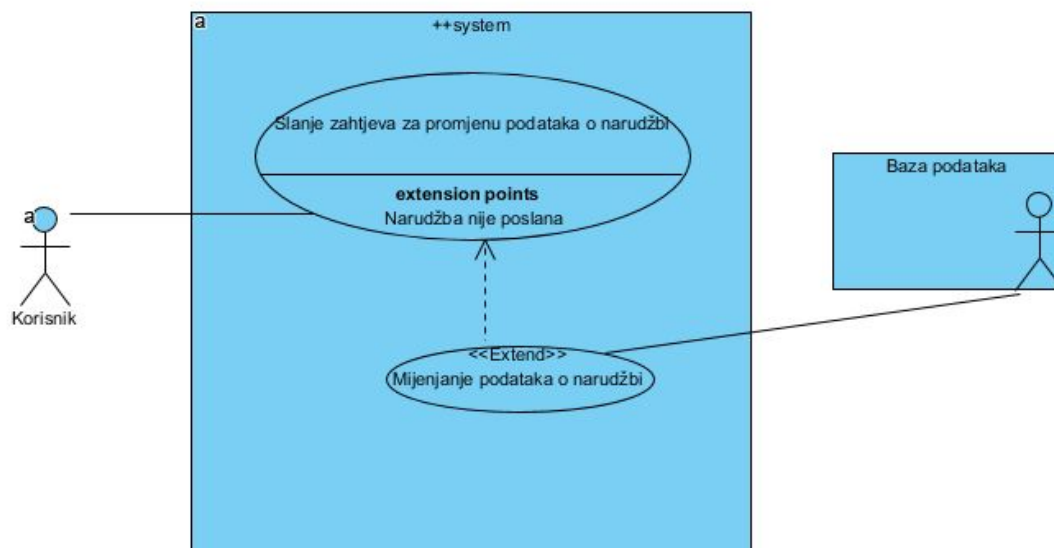 a
++system
Slanje zahtjeva za promjenu podataka o narudžbi
extension points
Narudžba nije poslana
a
Korisnik
Baza podataka
<<Extend>>
Mijenjanje podataka o narudžbi